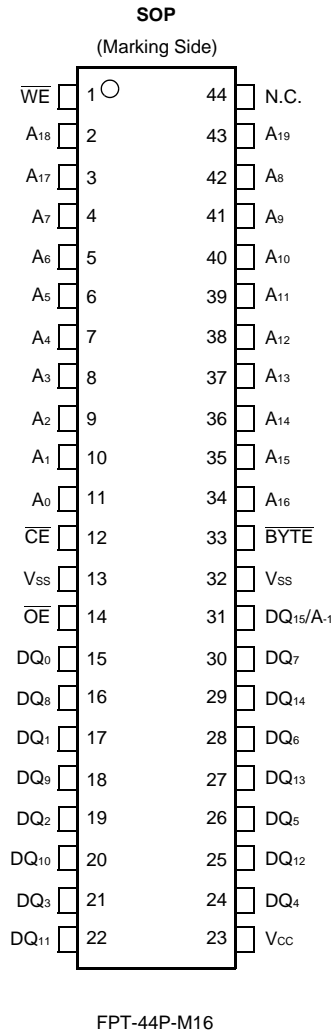 SOP
(Marking Side)
WE 1 44 N.C.
A18 2 43 A19
A17 3 42 A8
A7 4 41 A9
A6 5 40 A10
A5 6 39 A11
A4 7 38 A12
A3 8 37 A13
A2 9 36 A14
A1 10 35 A15
A0 11 34 A16
CE 12 33 BYTE
VSS 13 32 VSS
OE 14 31 DQ15/A-1
DQ0 15 30 DQ7
DQ8 16 29 DQ14
DQ1 17 28 DQ6
DQ9 18 27 DQ13
DQ2 19 26 DQ5
DQ10 20 25 DQ12
DQ3 21 24 DQ4
DQ11 22 23 VCC
FPT-44P-M16